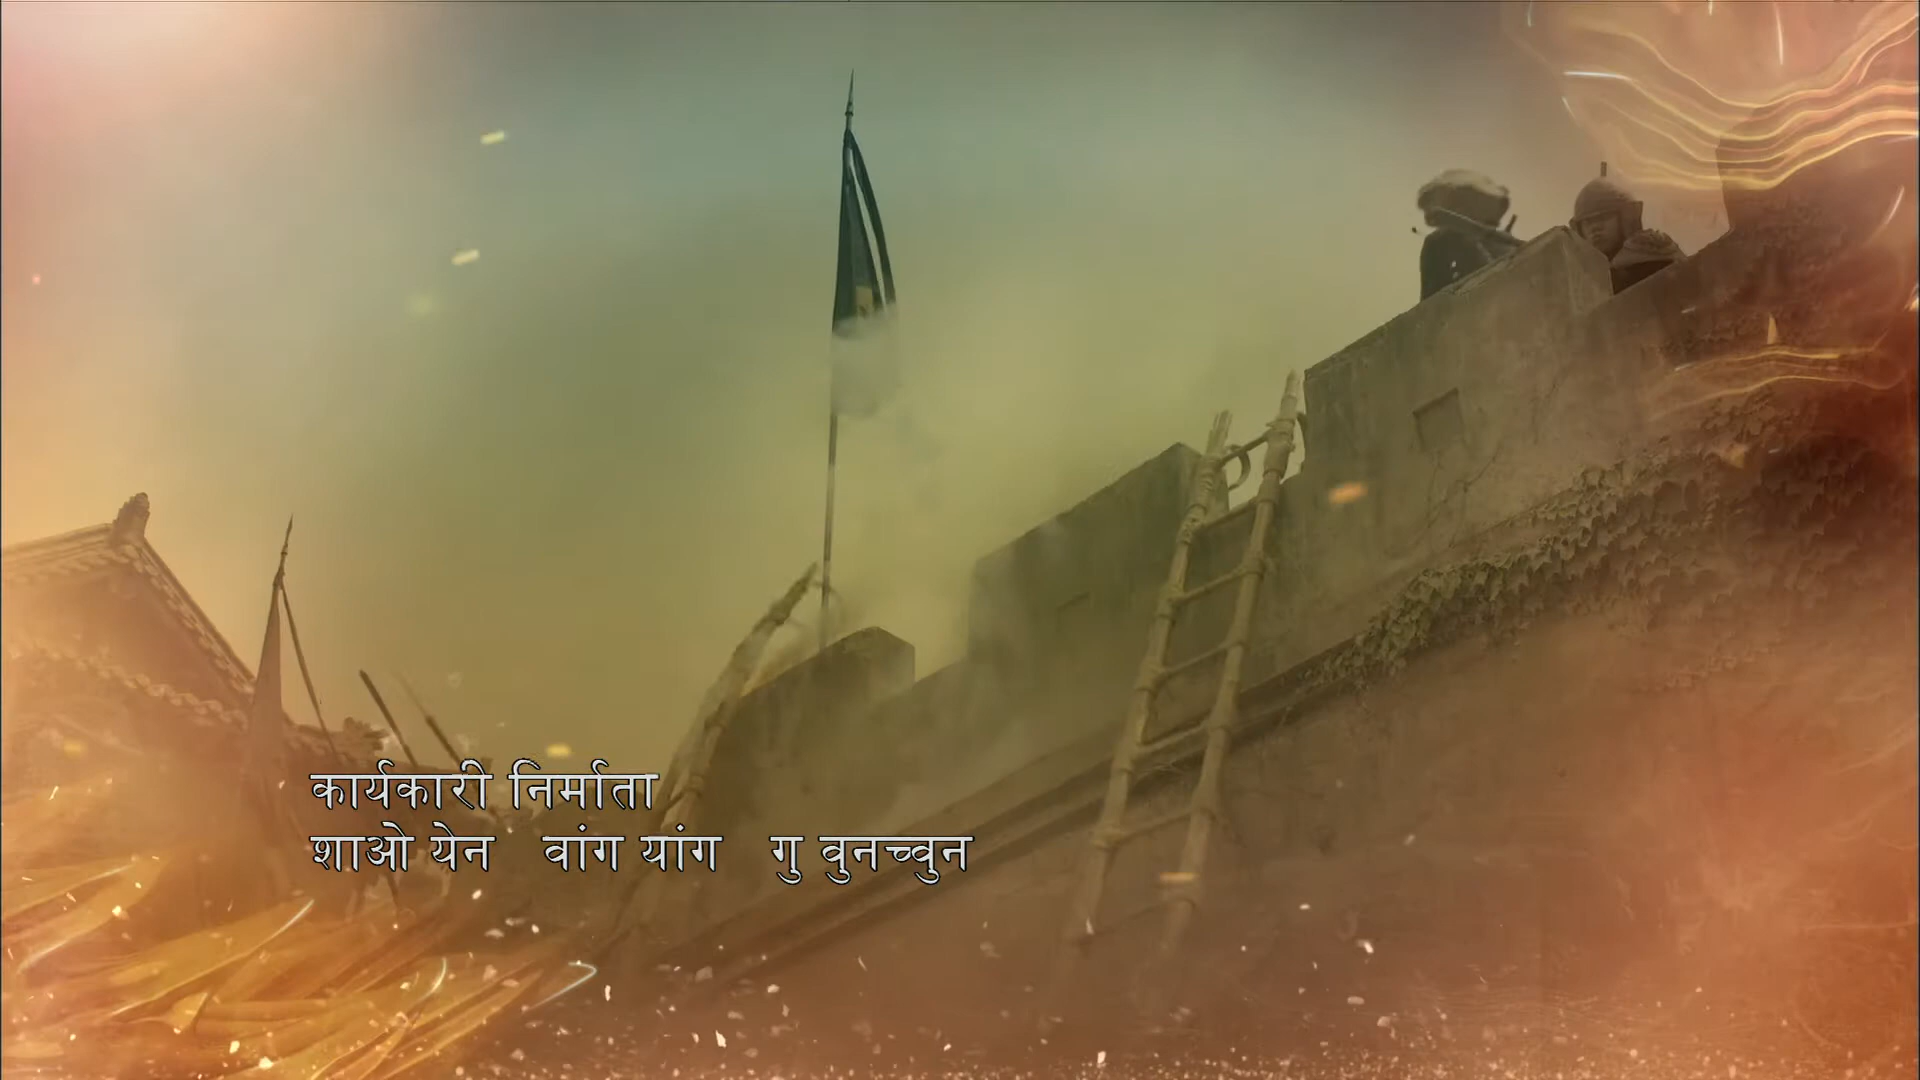 कार्यकारी निर्माता
शाओ येन वांग यांग गु वुनच्वुन